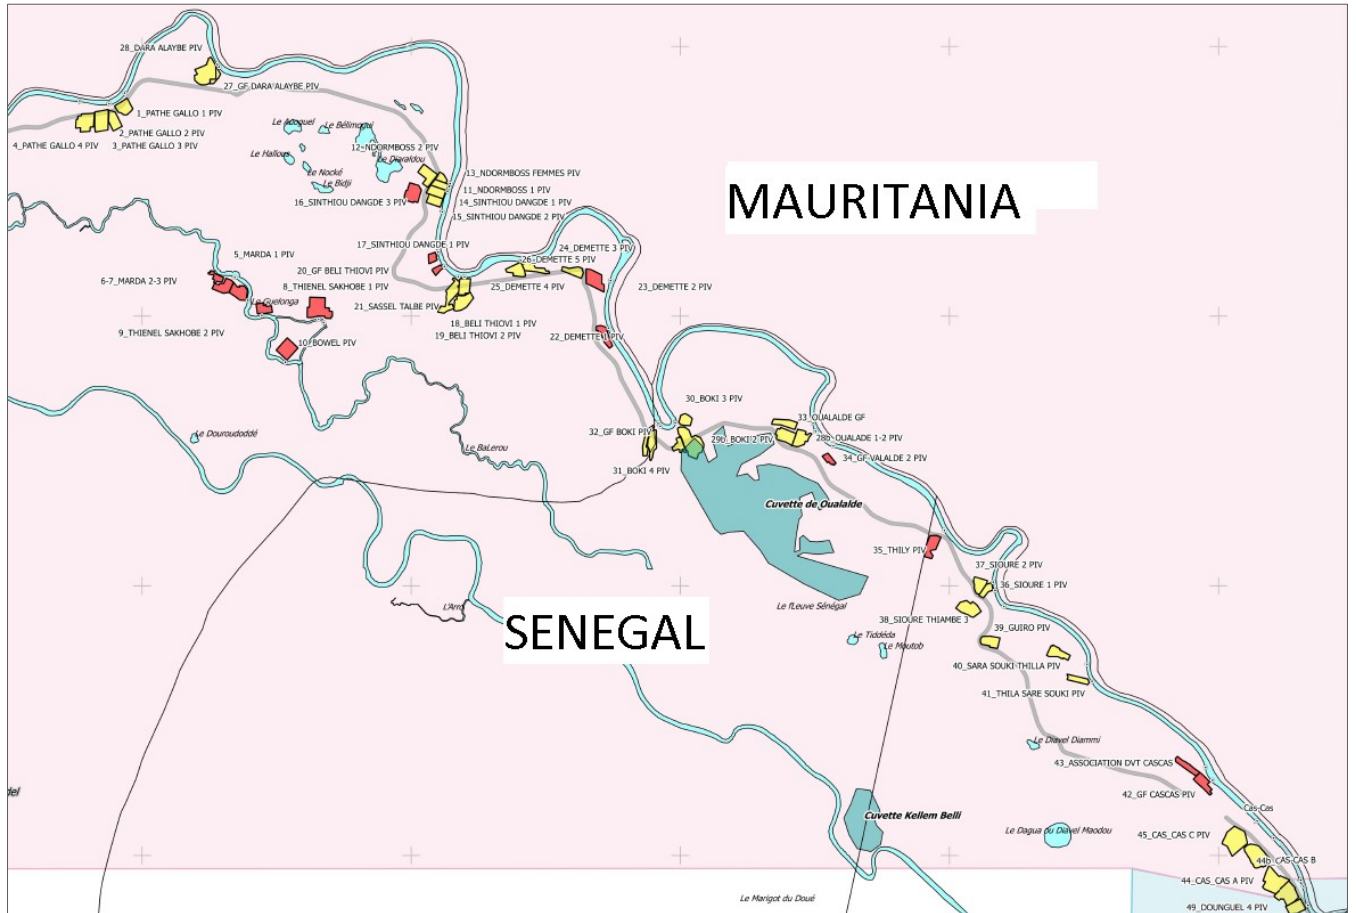 28_DARA ALAYBE PIV
27_GF DARA ALAYBE PIV
1_PATHE GALLO 1 PIV
2_PATHE GALLO 2 PIV
4_PATHE GALLO 4 PIV
3_PATHE GALLO 3 PIV
Le Bélimoqui
12_NDORMBOSS 2 PIV
Le Hallous
Le Diaraldou
Le Nocké
Le Bidji
13_NDORMBOSS FEMMES PIV
11_NDORMBOSS 1 PIV
16_SINTHIOU DANGDE 3 PIV
14_SINTHIOU DANGDE 1 PIV
15_SINTHIOU DANGDE 2 PIV
MAURITANIA
17_SINTHIOU DANGDE 1 PIV
24_DEMETTE 3 PIV
5_MARDA 1 PIV
26_DEMETTE 5 PIV
20_GF BELI THIOVI PIV
6-7_MARDA 2-3 PIV
8_THIENEL SAKHOBE 1 PIV
25_DEMETTE 4 PIV
23_DEMETTE 2 PIV
Le Guelonga
21_SASSEL TALBE PIV
18_BELI THIOVI 1 PIV
9_THIENEL SAKHOBE 2 PIV
19_BELI THIOVI 2 PIV
22_DEMETTE 1 PIV
10_BOWEL PIV
30_BOKI 3 PIV
33_OUALALDE GF
Le Douroudoddé
32_GF BOKI PIV
29b_BOKI 2 PIV
28b_OUALADE 1-2 PIV
Le BaLerou
34_GF VALALDE 2 PIV
31_BOKI 4 PIV
Cuvette de Oualalde
35_THILY PIV
37_SIOURE 2 PIV
36_SIOURE 1 PIV
L'Arro
Le fLeuve Sénégal
38_SIOURE THIAMBE 3
39_GUIRO PIV
SENEGAL
Le Tiddéda
Le Moutob
40_SARA SOUKI THILLA PIV
41_THILA SARE SOUKI PIV
Le Diavel Diammi
43_ASSOCIATION DVT CASCAS
42_GF CASCAS PIV
Cas-Cas
Cuvette Kellem Belli
Le Dagua ou Diavel Maodou
45_CAS_CAS C PIV
44b_CAS-CAS B
44_CAS_CAS A PIV
Le Marigot du Doué
49_DOUNGUEL 4 PIV